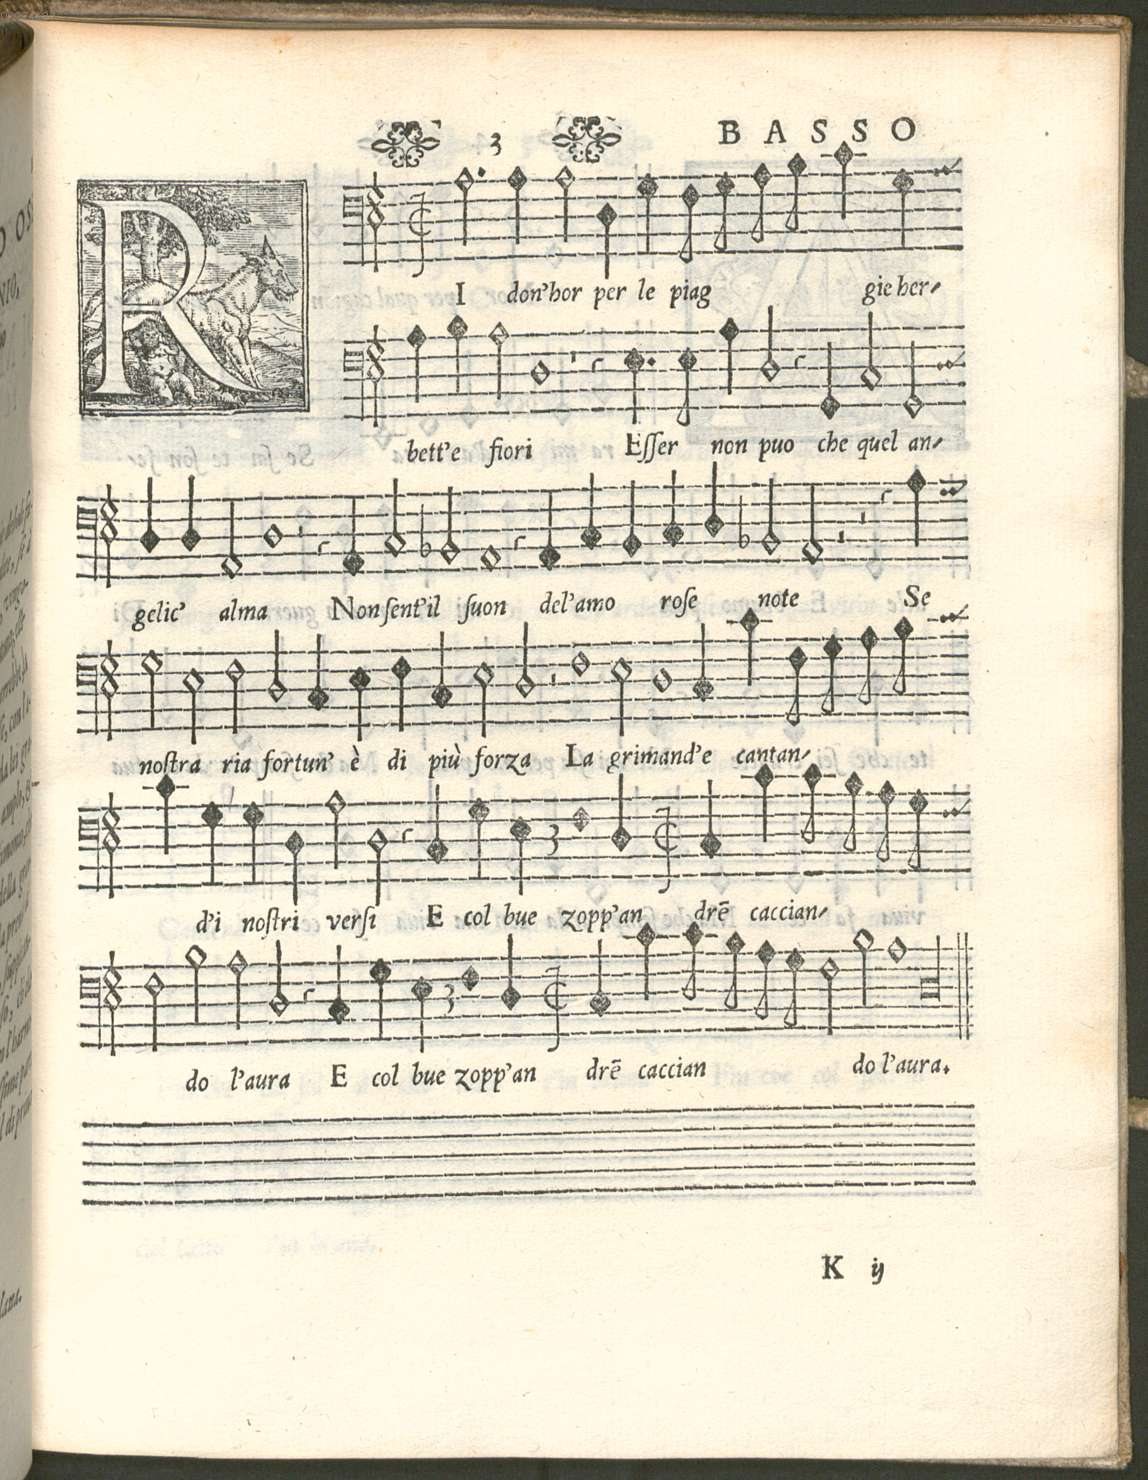 3 BASSO
RI don'hor per le piag gie her-
bett'e fiori Eſſer non puo che quel an-
gelic' alma Non ſent'il ſuon del'amo roſe note Se
noſtra ria fortun' è di più forza La grimand'e cantan-
d'i noſtri verſi E col bue zopp'an drē caccian-
do l'aura E col bue zopp'an drē caccian do l'aura.
K ij